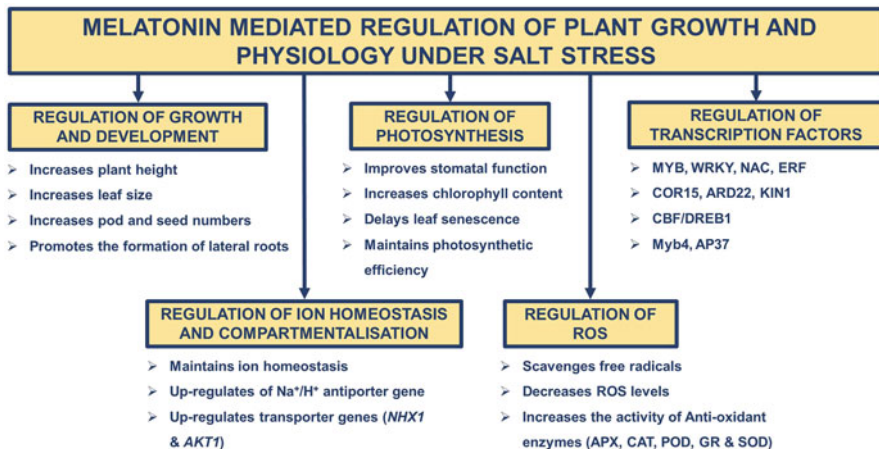 MELATONIN MEDIATED REGULATION OF PLANT GROWTH AND
PHYSIOLOGY UNDER SALT STRESS
REGULATION OF GROWTH
AND DEVELOPMENT
➢ Increases plant height
➢ Increases leaf size
➢ Increases pod and seed numbers
➢ Promotes the formation of lateral roots
REGULATION OF
PHOTOSYNTHESIS
➢ Improves stomatal function
➢ Increases chlorophyll content
➢ Delays leaf senescence
➢ Maintains photosynthetic
efficiency
REGULATION OF
TRANSCRIPTION FACTORS
➢ MYB, WRKY, NAC, ERF
➢ COR15, ARD22, KIN1
➢ CBF/DREB1
➢ Myb4, AP37
REGULATION OF ION HOMEOSTASIS
AND COMPARTMENTALISATION
➢ Maintains ion homeostasis
➢ Up-regulates of Na⁺/H⁺ antiporter gene
➢ Up-regulates transporter genes (NHX1
& AKT1)
REGULATION OF
ROS
➢ Scavenges free radicals
➢ Decreases ROS levels
➢ Increases the activity of Anti-oxidant
enzymes (APX, CAT, POD, GR & SOD)